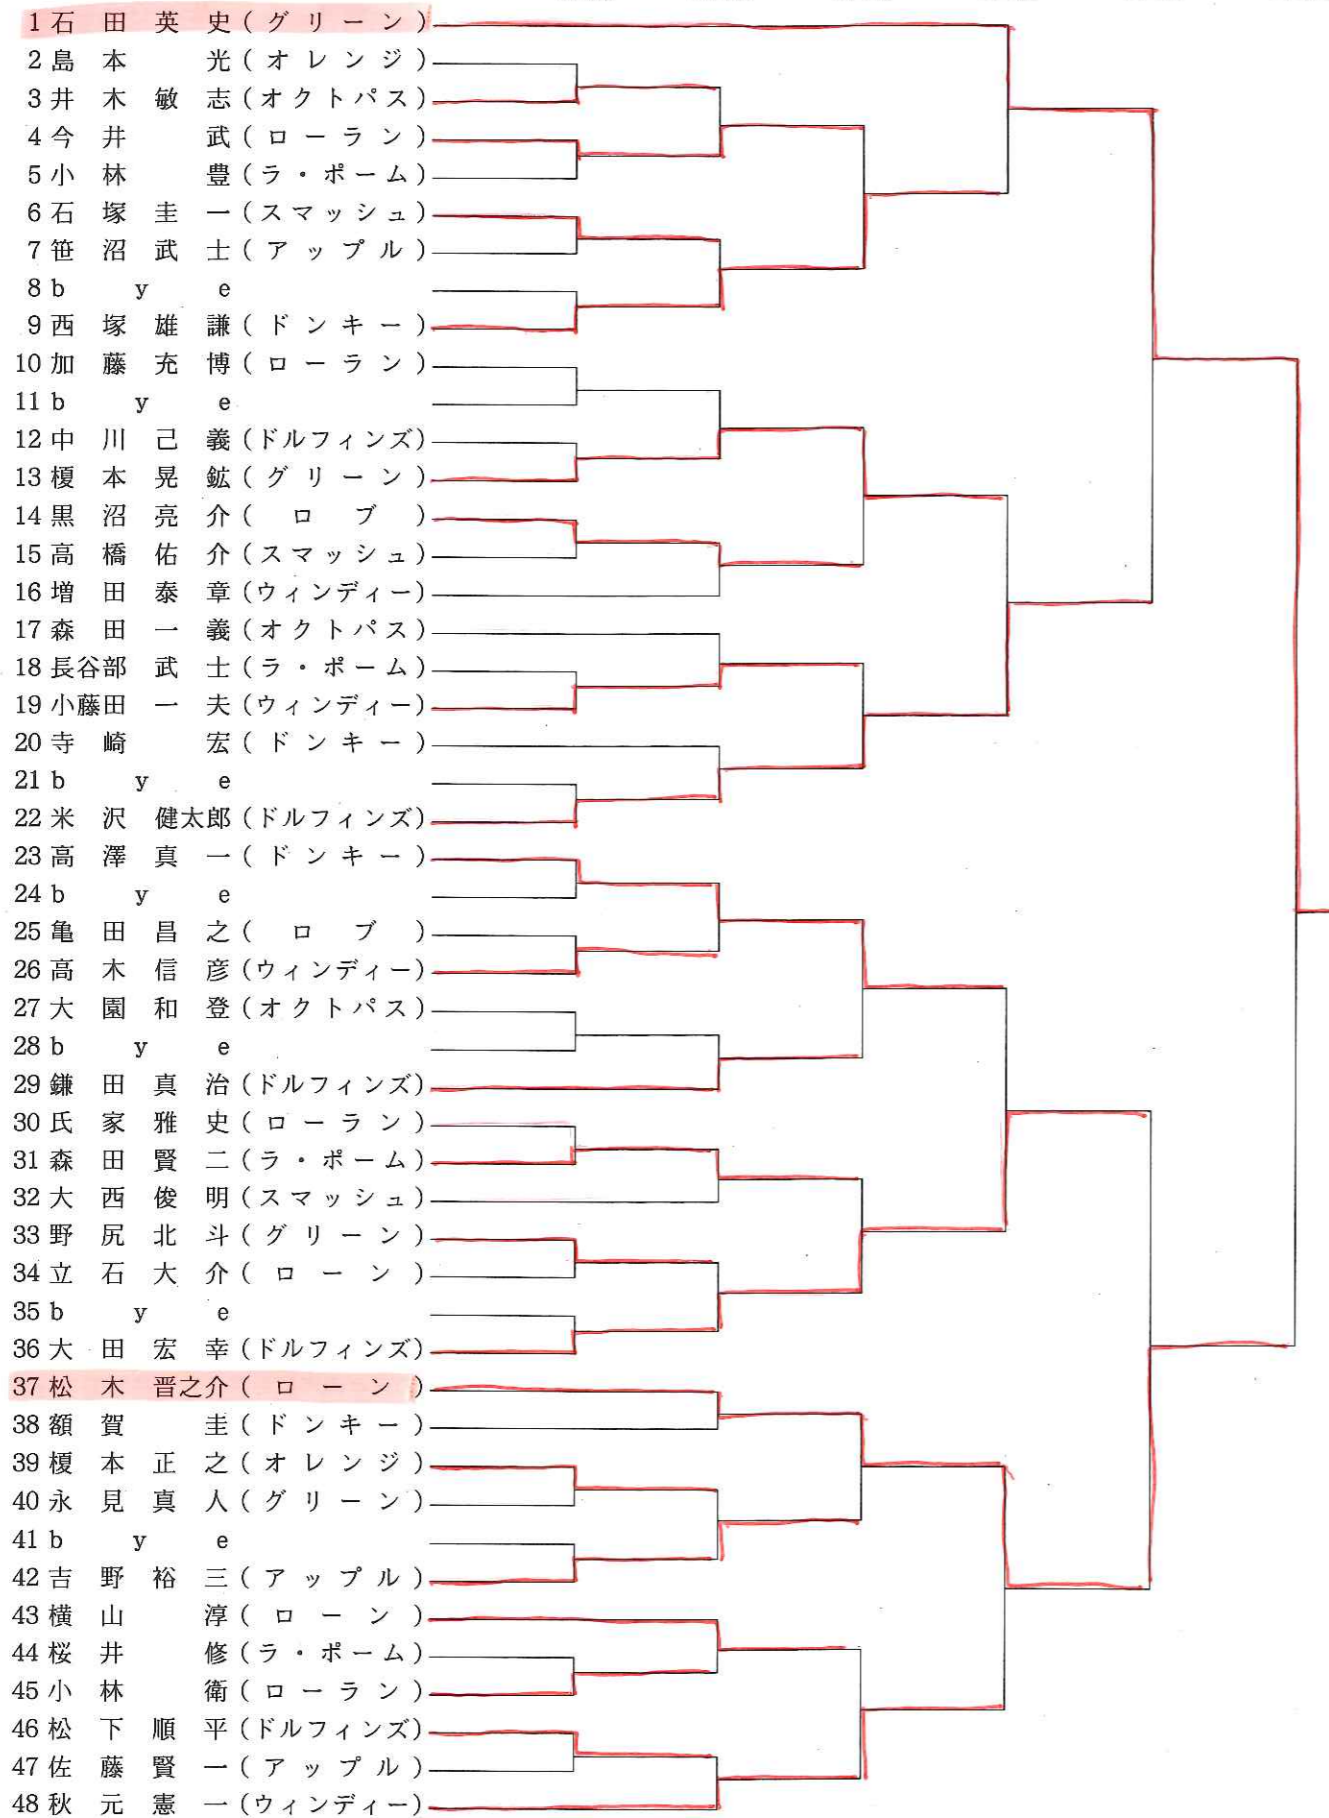 1 石田英史 (グリーン)
2 島本光 (オレンジ)
3 井木敏志 (オクトパス)
4 今井武 (ローラン)
5 小林豊 (ラ・ポーム)
6 石塚圭一 (スマッシュ)
7 笹沼武士 (アップル)
8 bye
9 西塚雄謙 (ドンキー)
10 加藤充博 (ローラン)
11 bye
12 中川己義 (ドルフィンズ)
13 榎本晃鉱 (グリーン)
14 黒沼亮介 (ロブ)
15 高橋佑介 (スマッシュ)
16 増田泰章 (ウィンディー)
17 森田一義 (オクトパス)
18 長谷部武士 (ラ・ポーム)
19 小藤田一夫 (ウィンディー)
20 寺崎宏 (ドンキー)
21 bye
22 米沢健太郎 (ドルフィンズ)
23 高澤真一 (ドンキー)
24 bye
25 亀田昌之 (ロブ)
26 高木信彦 (ウィンディー)
27 大園和登 (オクトパス)
28 bye
29 鎌田真治 (ドルフィンズ)
30 氏家雅史 (ローラン)
31 森田賢二 (ラ・ポーム)
32 大西俊明 (スマッシュ)
33 野尻北斗 (グリーン)
34 立石大介 (ローン)
35 bye
36 大田宏幸 (ドルフィンズ)
37 松木晋之介 (ローン)
38 額賀圭 (ドンキー)
39 榎本正之 (オレンジ)
40 永見真人 (グリーン)
41 bye
42 吉野裕三 (アップル)
43 横山淳 (ローン)
44 桜井修 (ラ・ポーム)
45 小林衛 (ローラン)
46 松下順平 (ドルフィンズ)
47 佐藤賢一 (アップル)
48 秋元憲一 (ウィンディー)